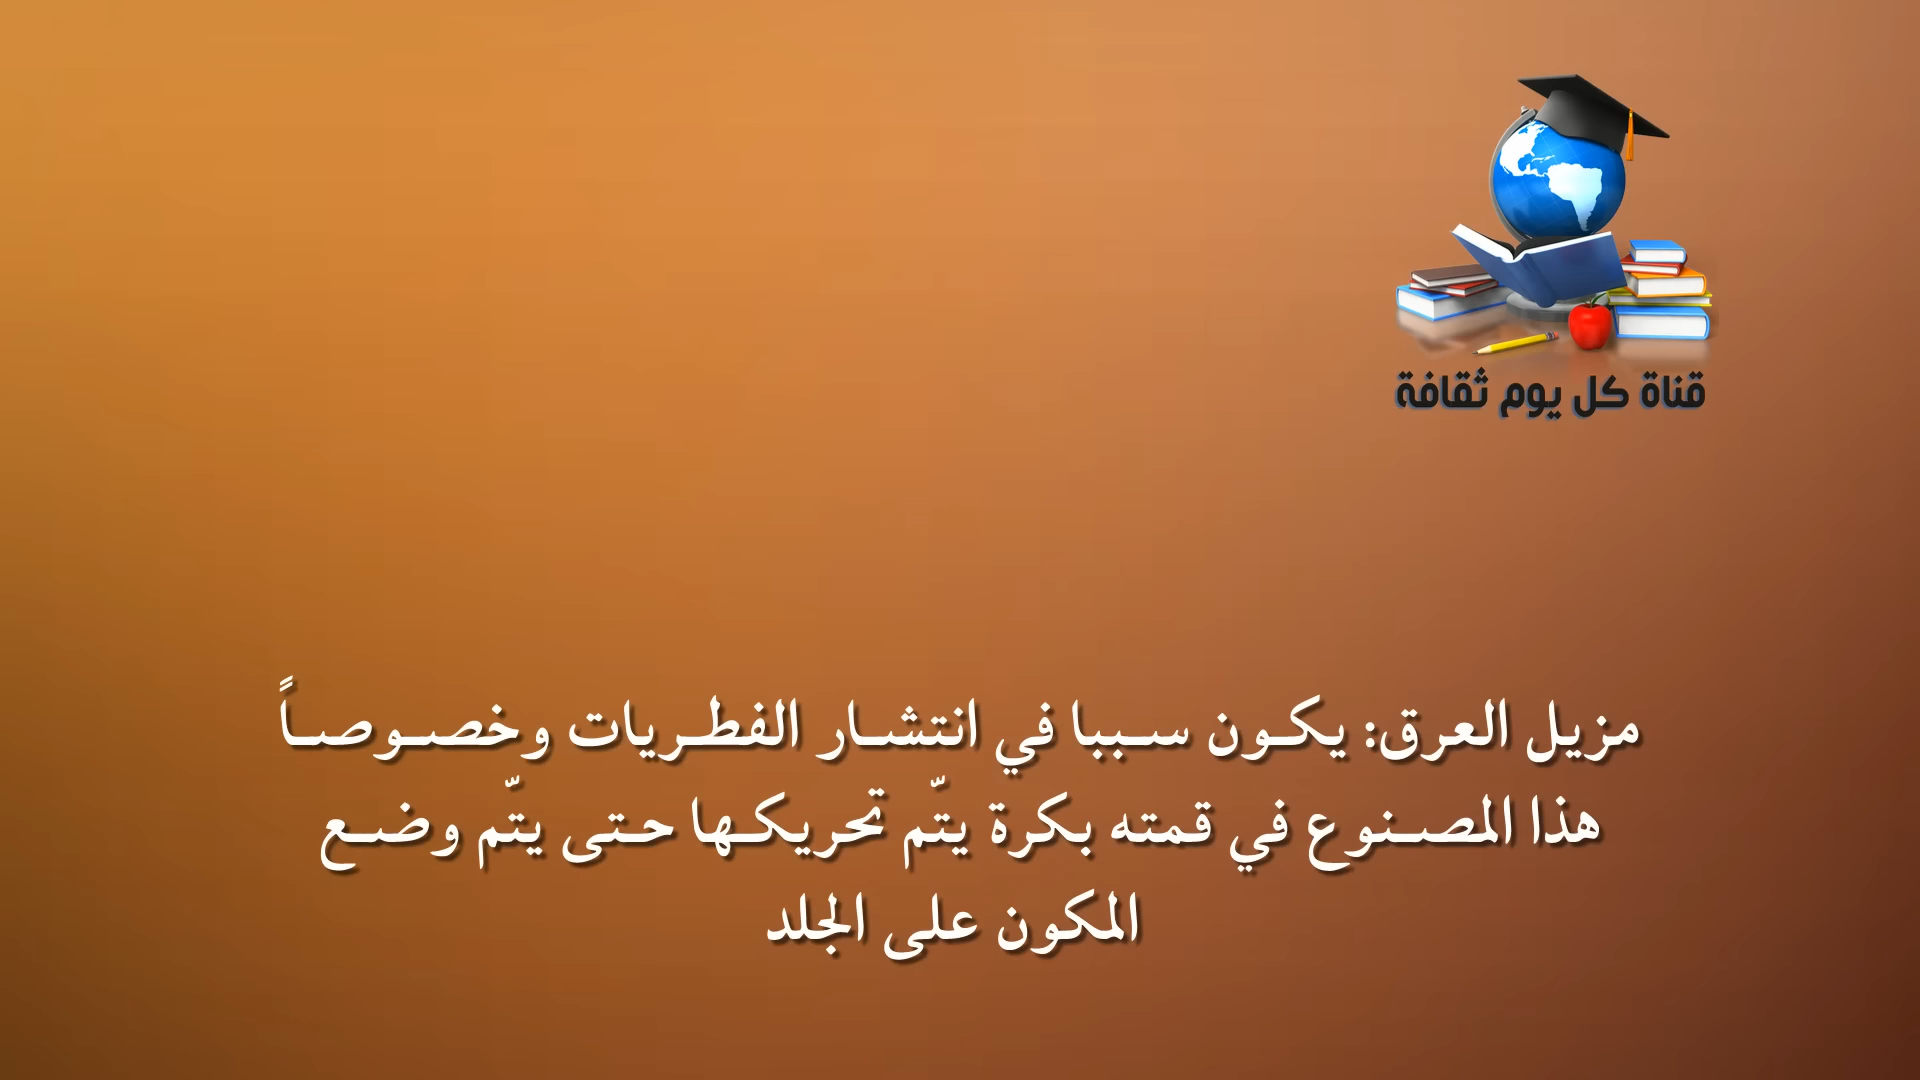 قناة كل يوم ثقافة
مزيل العرق: يكون سببا في انتشار الفطريات وخصوصاً
هذا المصنوع في قمته بكرة يتّم تحريكها حتى يتّم وضع
المكون على الجلد